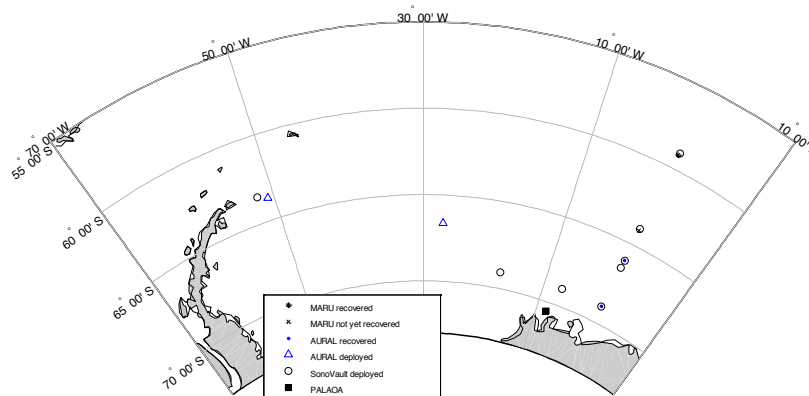 30° 00' W
50° 00' W
10° 00' W
70° 00' W
10° 00'
55° 00' S
60° 00' S
65° 00' S
70° 00' S
MARU recovered
MARU not yet recovered
AURAL recovered
AURAL deployed
SonoVault deployed
PALAOA